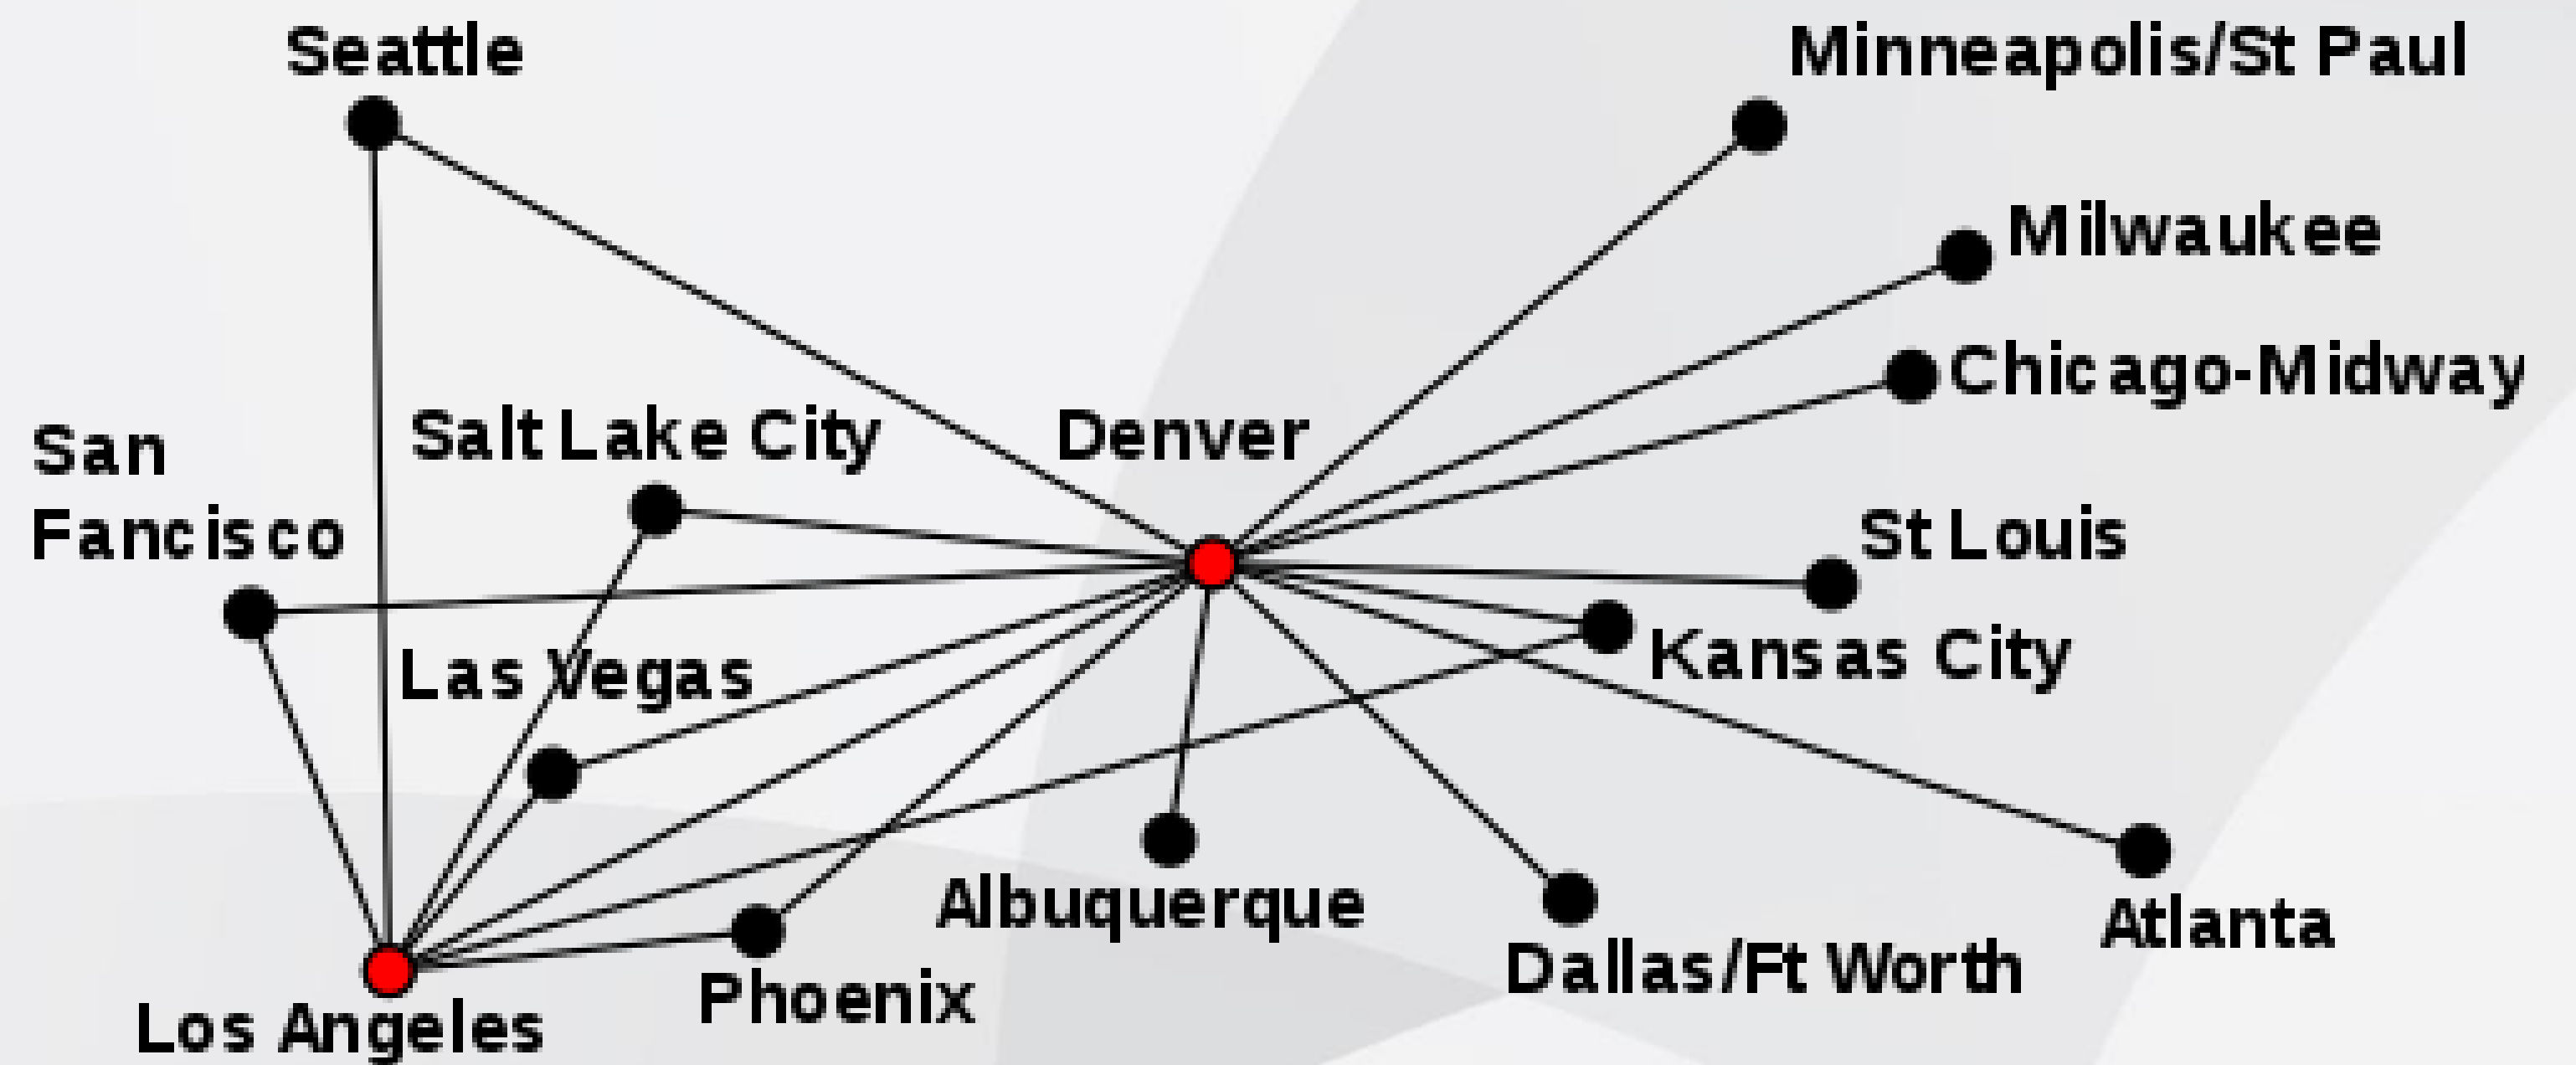 Seattle
Minneapolis/St Paul
Milwaukee
Chicago-Midway
Salt Lake City
Denver
San
Fancisco
St Louis
Las Vegas
Kansas City
Albuquerque
Atlanta
Dallas/Ft Worth
Phoenix
Los Angeles